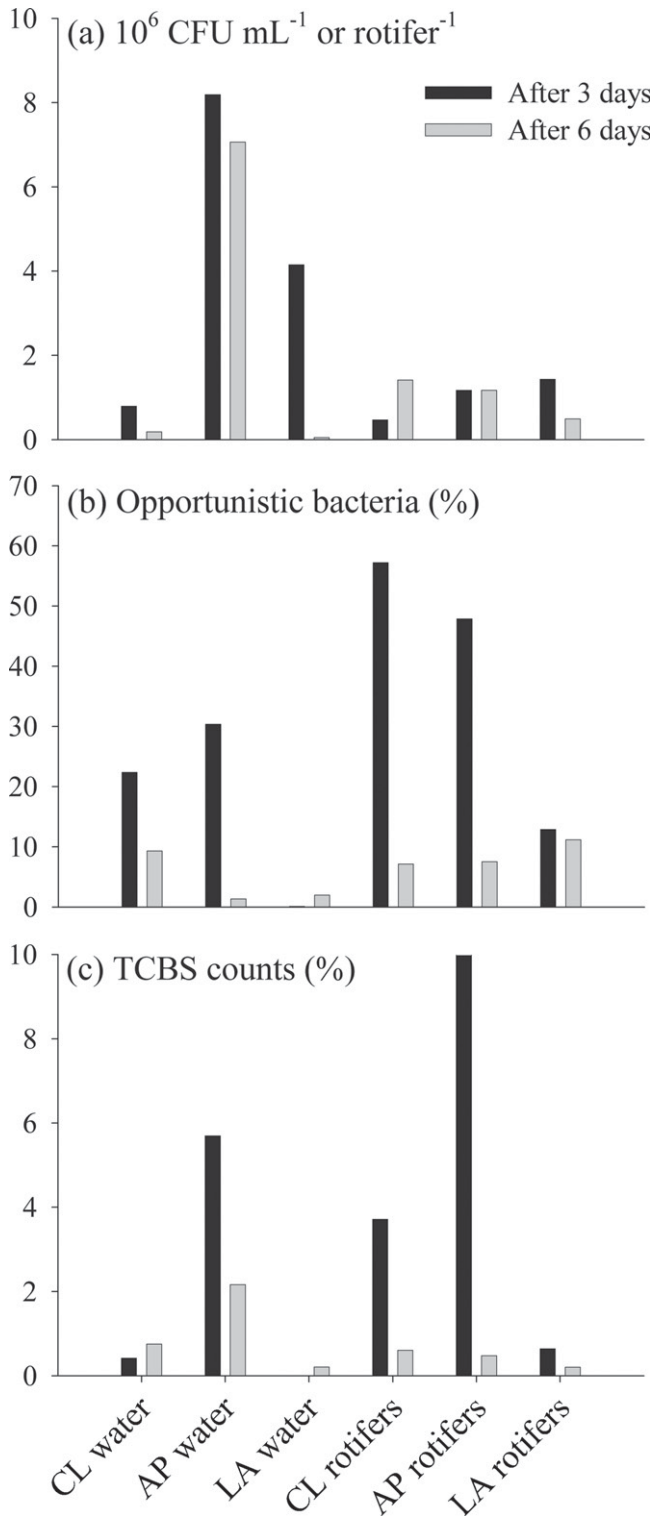 (a) 10⁶ CFU mL⁻¹ or rotifer⁻¹
After 3 days
After 6 days
10
8
6
4
2
0
(b) Opportunistic bacteria (%)
70
60
50
40
30
20
10
0
(c) TCBS counts (%)
10
8
6
4
2
0
CL water
AP water
LA water
CL rotifers
AP rotifers
LA rotifers